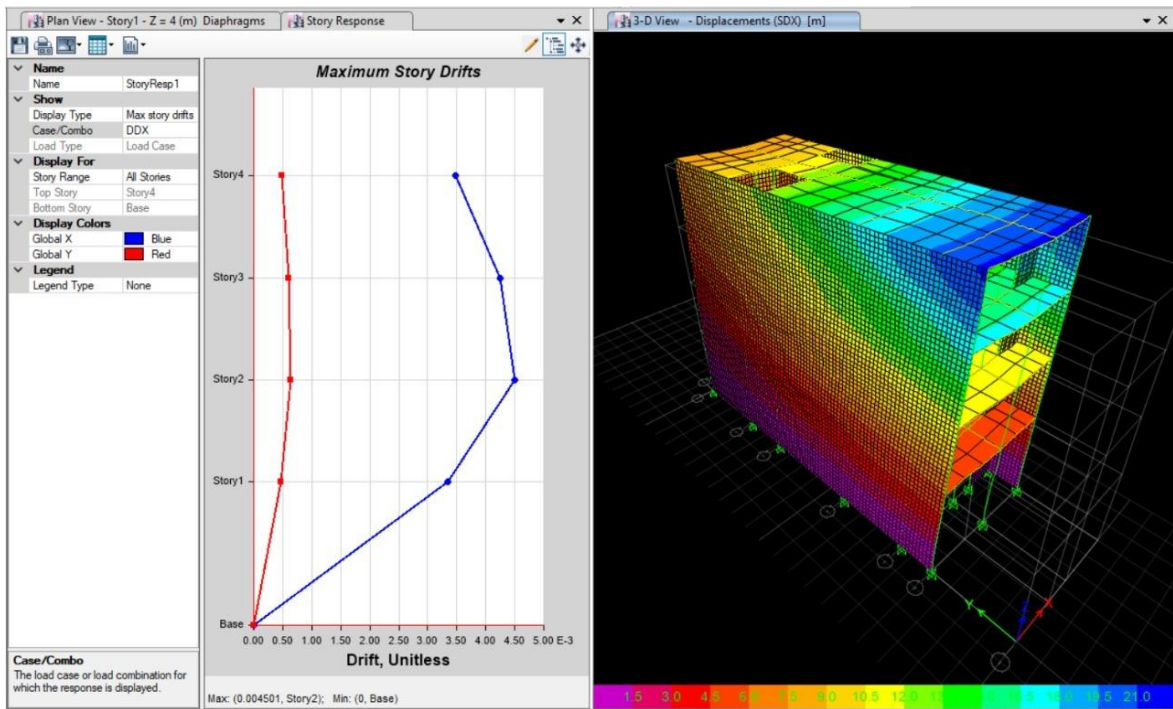 Plan View - Story1 - Z = 4 (m) Diaphragms
Story Response
Name
Name StoryResp1
Show
Display Type Max story drifts
Case/Combo DDX
Load Type Load Case
Display For
Story Range All Stories
Top Story Story4
Bottom Story Base
Display Colors
Global X Blue
Global Y Red
Legend
Legend Type None
Case/Combo
The load case or load combination for
which the response is displayed.
Maximum Story Drifts
Story4
Story3
Story2
Story1
Base
0.00 0.50 1.00 1.50 2.00 2.50 3.00 3.50 4.00 4.50 5.00 E-3
Drift, Unitless
Max: (0.004501, Story2); Min: (0, Base)
3-D View - Displacements (SDX) [m]
Y Z X
1.5 3.0 4.5 6.0 7.5 9.0 10.5 12.0 18.0 19.5 21.0